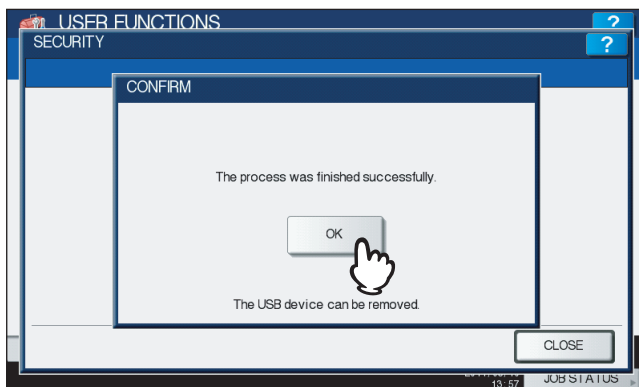 USER FUNCTIONS
?
SECURITY
?
CONFIRM
The process was finished successfully.
OK
The USB device can be removed.
CLOSE
13:57
JOB STATUS